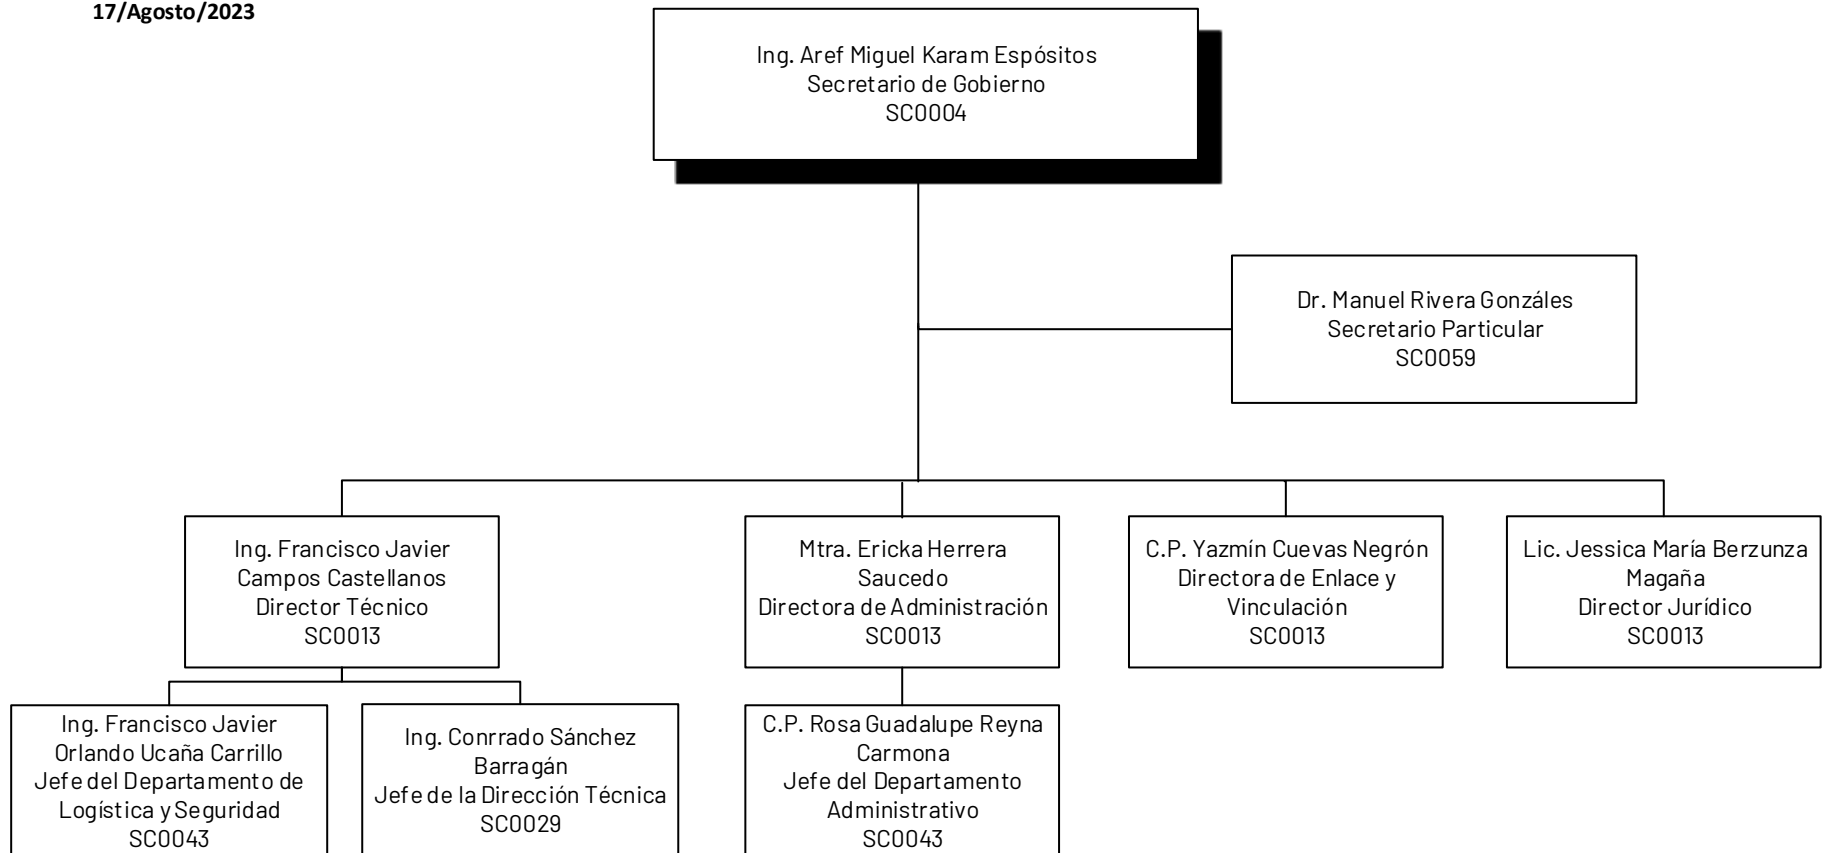 17/Agosto/2023
Ing. Aref Miguel Karam Espósitos
Secretario de Gobierno
SC0004
Dr. Manuel Rivera Gonzáles
Secretario Particular
SC0059
Ing. Francisco Javier
Campos Castellanos
Director Técnico
SC0013
Mtra. Ericka Herrera
Saucedo
Directora de Administración
SC0013
C.P. Yazmín Cuevas Negrón
Directora de Enlace y
Vinculación
SC0013
Lic. Jessica María Berzunza
Magaña
Director Jurídico
SC0013
Ing. Francisco Javier
Orlando Ucaña Carrillo
Jefe del Departamento de
Logística y Seguridad
SC0043
Ing. Conrrado Sánchez
Barragán
Jefe de la Dirección Técnica
SC0029
C.P. Rosa Guadalupe Reyna
Carmona
Jefe del Departamento
Administrativo
SC0043